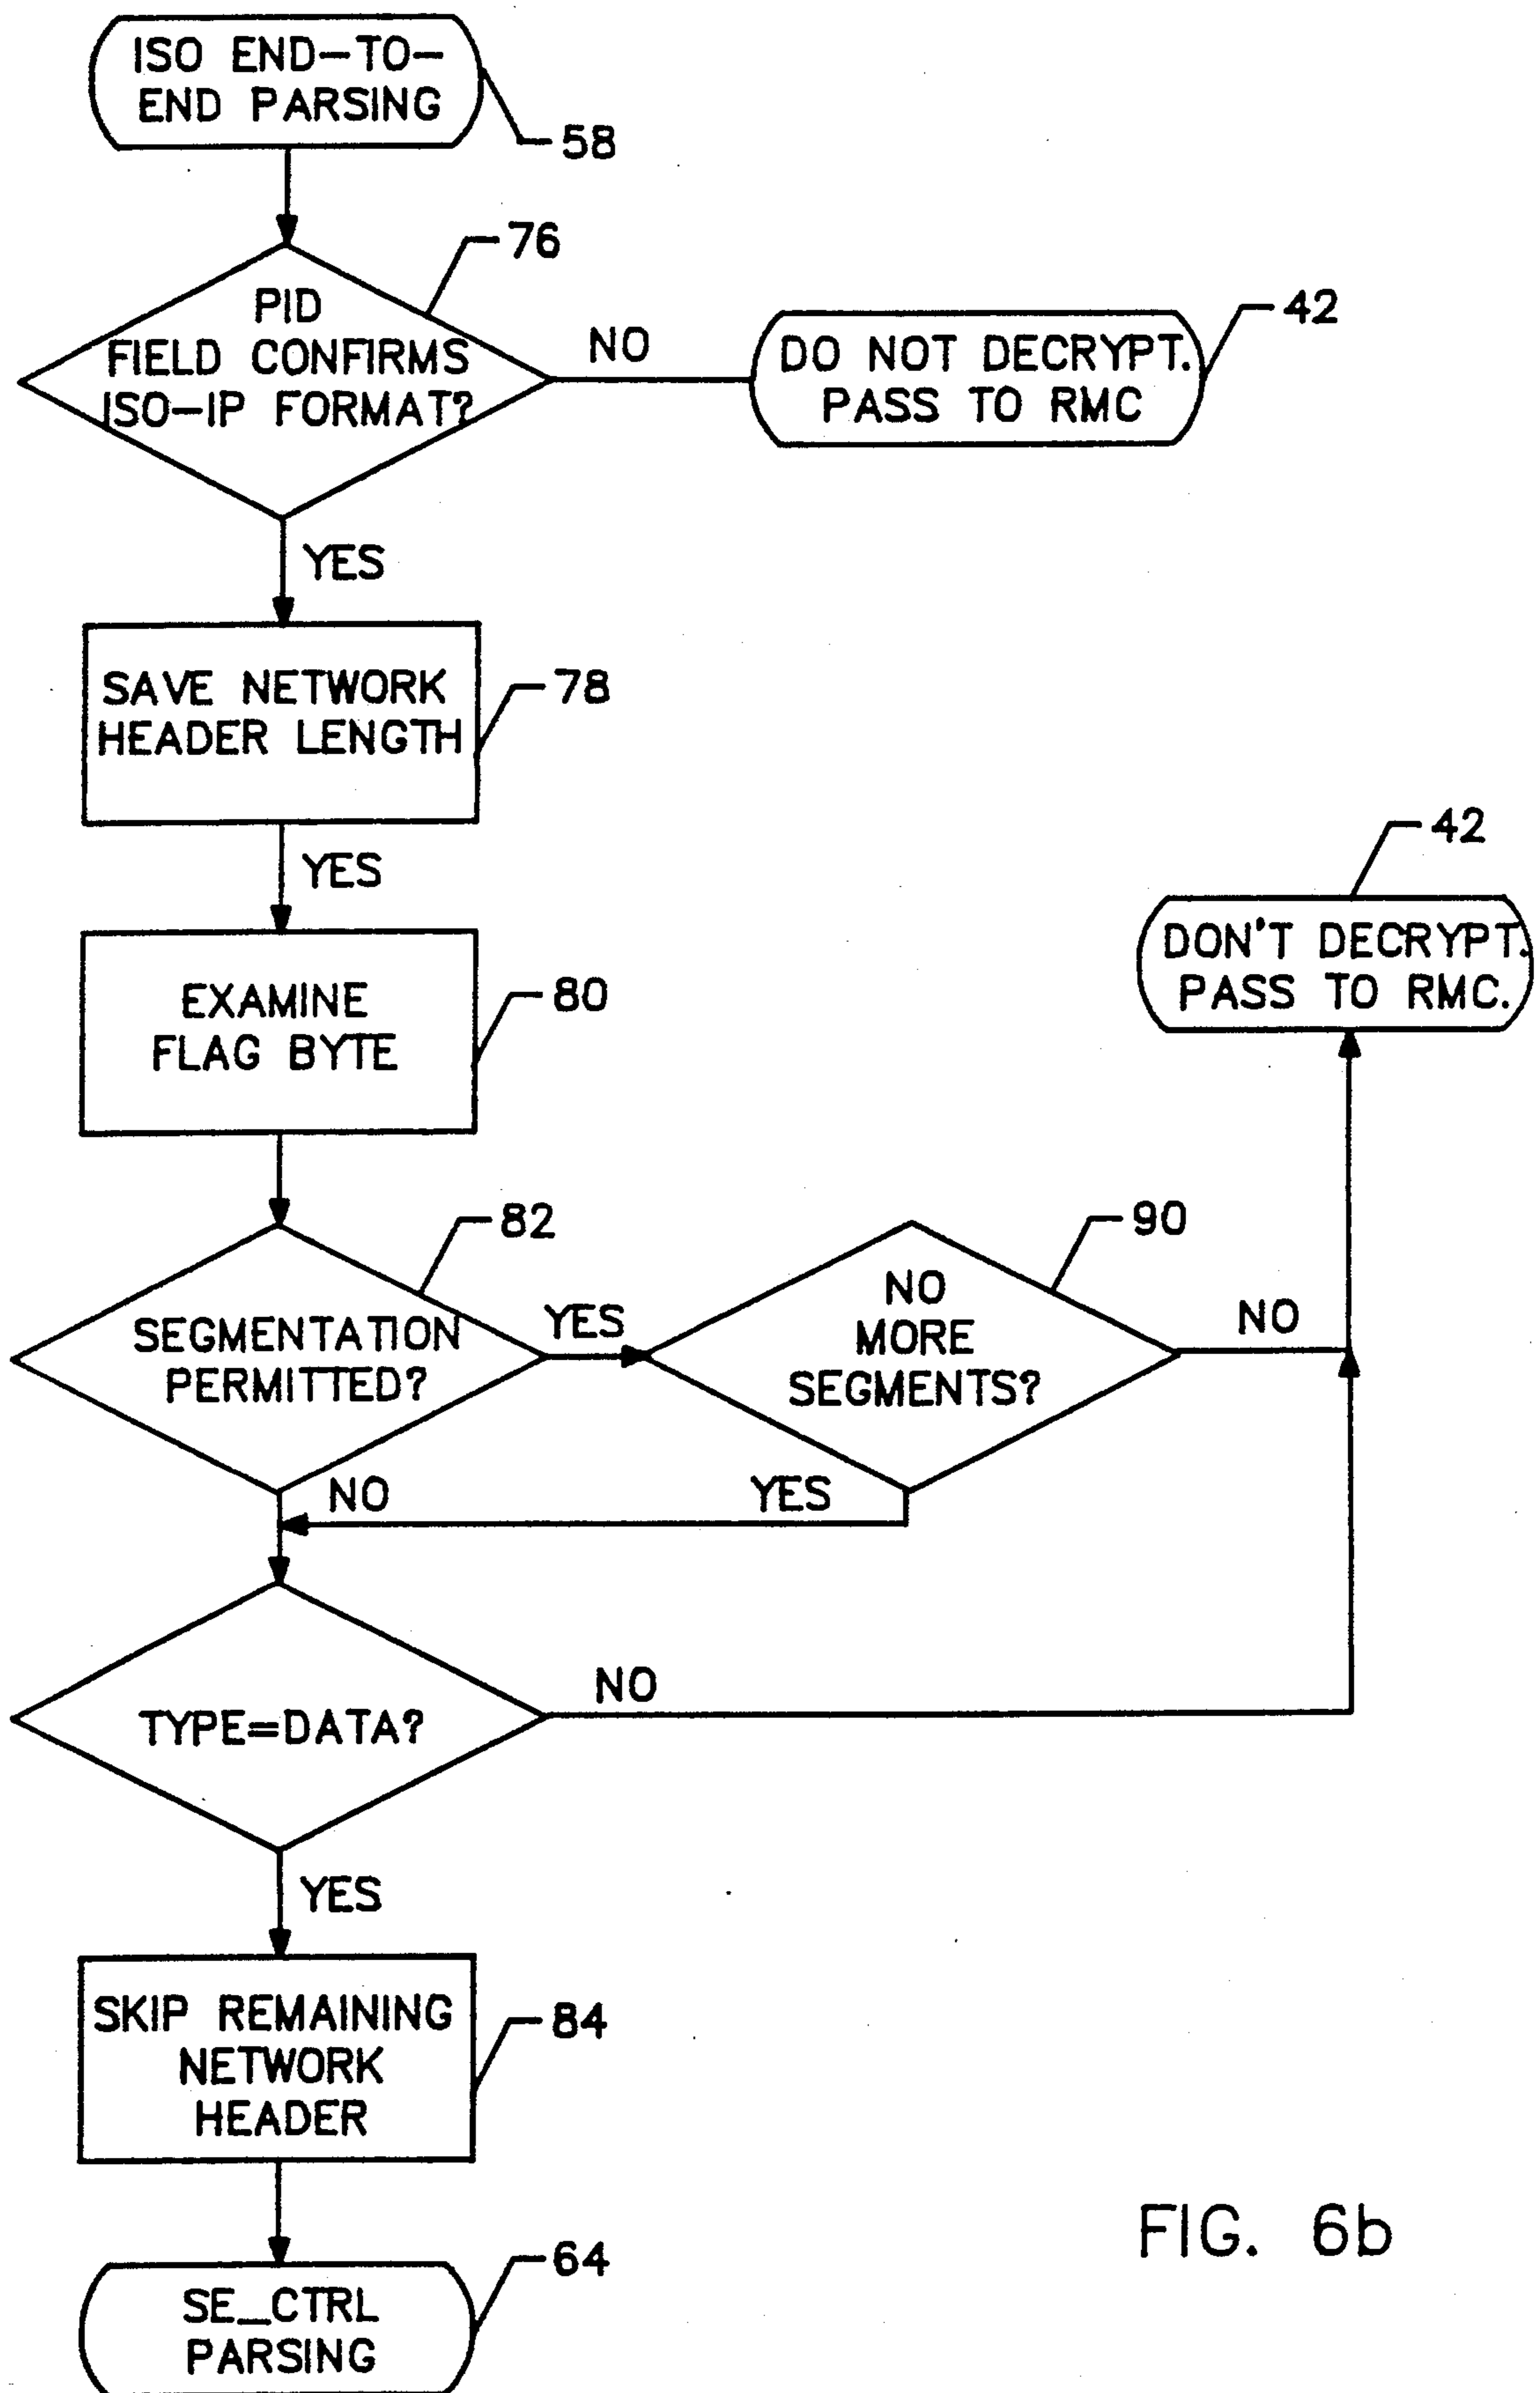 ISO END-TO-
END PARSING
58
76
PID
FIELD CONFIRMS
ISO-IP FORMAT?
NO
42
DO NOT DECRYPT.
PASS TO RMC
YES
SAVE NETWORK
HEADER LENGTH
78
YES
42
DON'T DECRYPT.
PASS TO RMC.
EXAMINE
FLAG BYTE
80
82
SEGMENTATION
PERMITTED?
YES
90
NO
MORE
SEGMENTS?
NO
NO
YES
TYPE=DATA?
NO
YES
SKIP REMAINING
NETWORK
HEADER
84
64
SE_CTRL
PARSING
FIG. 6b